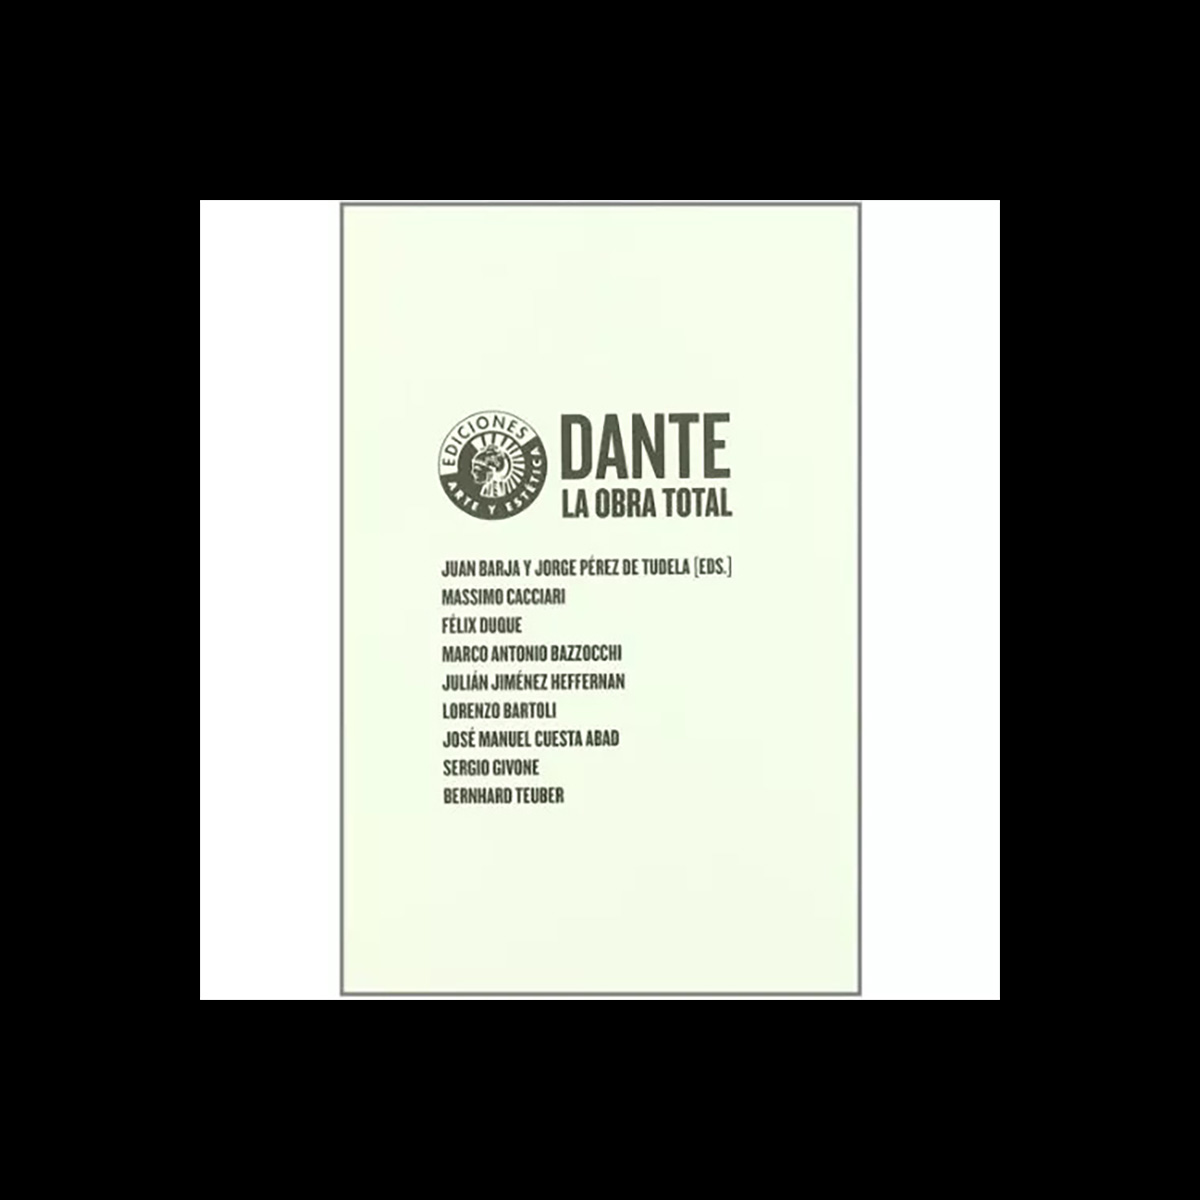 EDICIONES
ARTE Y ESTÉTICA
DANTE
LA OBRA TOTAL
JUAN BARJA Y JORGE PÉREZ DE TUDELA [EDS.]
MASSIMO CACCIARI
FÉLIX DUQUE
MARCO ANTONIO BAZZOCCHI
JULIÁN JIMÉNEZ HEFFERNAN
LORENZO BARTOLI
JOSÉ MANUEL CUESTA ABAD
SERGIO GIVONE
BERNHARD TEUBER